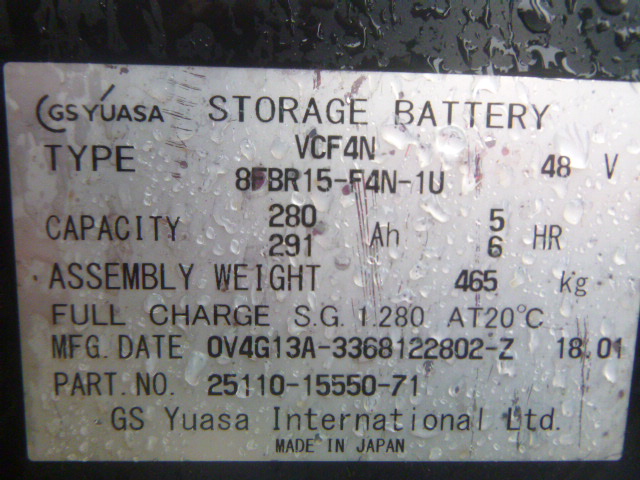 GS YUASA STORAGE BATTERY
TYPE VCF4N 48 V
8FBR15-F4N-1U
CAPACITY 280 Ah 5 HR
291 6
ASSEMBLY WEIGHT 465 kg
FULL CHARGE S.G. 1.280 AT20°C
MFG.DATE 0V4G13A-3368122802-Z 18.01
PART.NO. 25110-15550-71
GS Yuasa International Ltd.
MADE IN JAPAN